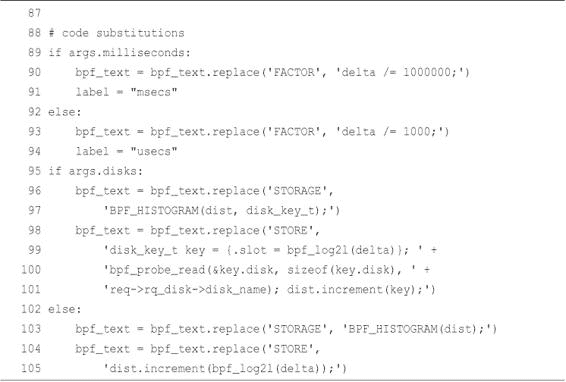 87
88 # code substitutions
89 if args.milliseconds:
90     bpf_text = bpf_text.replace('FACTOR', 'delta /= 1000000;')
91     label = "msecs"
92 else:
93     bpf_text = bpf_text.replace('FACTOR', 'delta /= 1000;')
94     label = "usecs"
95 if args.disks:
96     bpf_text = bpf_text.replace('STORAGE',
97         'BPF_HISTOGRAM(dist, disk_key_t);')
98     bpf_text = bpf_text.replace('STORE',
99         'disk_key_t key = {.slot = bpf_log2l(delta)}; ' +
100         'bpf_probe_read(&key.disk, sizeof(key.disk), ' +
101         'req->rq_disk->disk_name); dist.increment(key);')
102 else:
103     bpf_text = bpf_text.replace('STORAGE', 'BPF_HISTOGRAM(dist);')
104     bpf_text = bpf_text.replace('STORE',
105         'dist.increment(bpf_log2l(delta));')